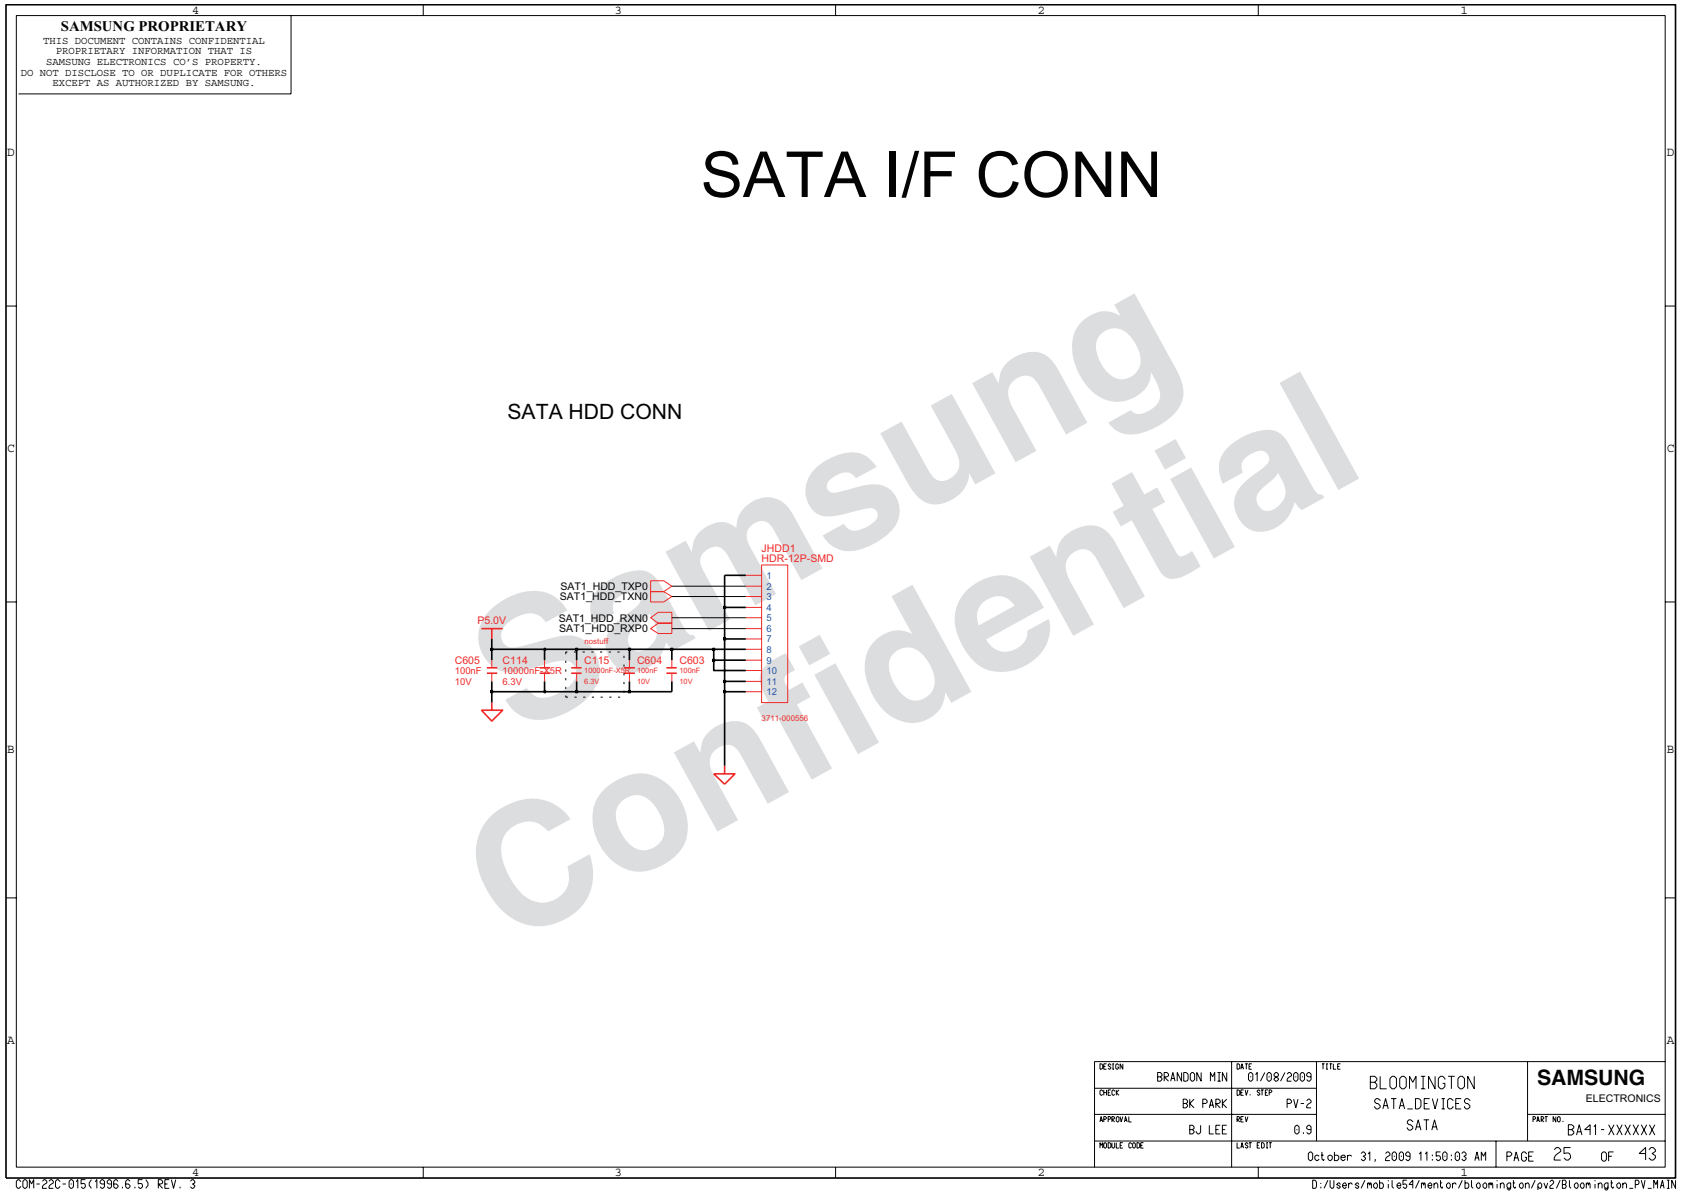 4 3 2 1
SAMSUNG PROPRIETARY
THIS DOCUMENT CONTAINS CONFIDENTIAL
PROPRIETARY INFORMATION THAT IS
SAMSUNG ELECTRONICS CO'S PROPERTY.
DO NOT DISCLOSE TO OR DUPLICATE FOR OTHERS
EXCEPT AS AUTHORIZED BY SAMSUNG.
D D
SATA I/F CONN
SATA HDD CONN
C C
Samsung
Confidential
JHDD1
HDR-12P-SMD
1
SAT1_HDD_TXP0 2
SAT1_HDD_TXN0 3
4
SAT1_HDD_RXN0 5
SAT1_HDD_RXP0 6
P5.0V
nostuff
7
8
9
10
11
12
C605
100nF
10V
C114
10000nF-X5R
6.3V
C115
10000nF-X5R
6.3V
C604
100nF
10V
C603
100nF
10V
3711-000556
B B
A A
DESIGN BRANDON MIN
DATE 01/08/2009
TITLE
BLOOMINGTON
SATA_DEVICES
SATA
SAMSUNG
ELECTRONICS
CHECK BK PARK
DEV. STEP PV-2
APPROVAL BJ LEE
REV 0.9
PART NO. BA41-XXXXXX
MODULE CODE
LAST EDIT October 31, 2009 11:50:03 AM
PAGE 25 OF 43
4 3 2 1
COM-22C-015(1996.6.5) REV. 3
D:/Users/mobile54/mentor/bloomington/pv2/Bloomington_PV_MAIN